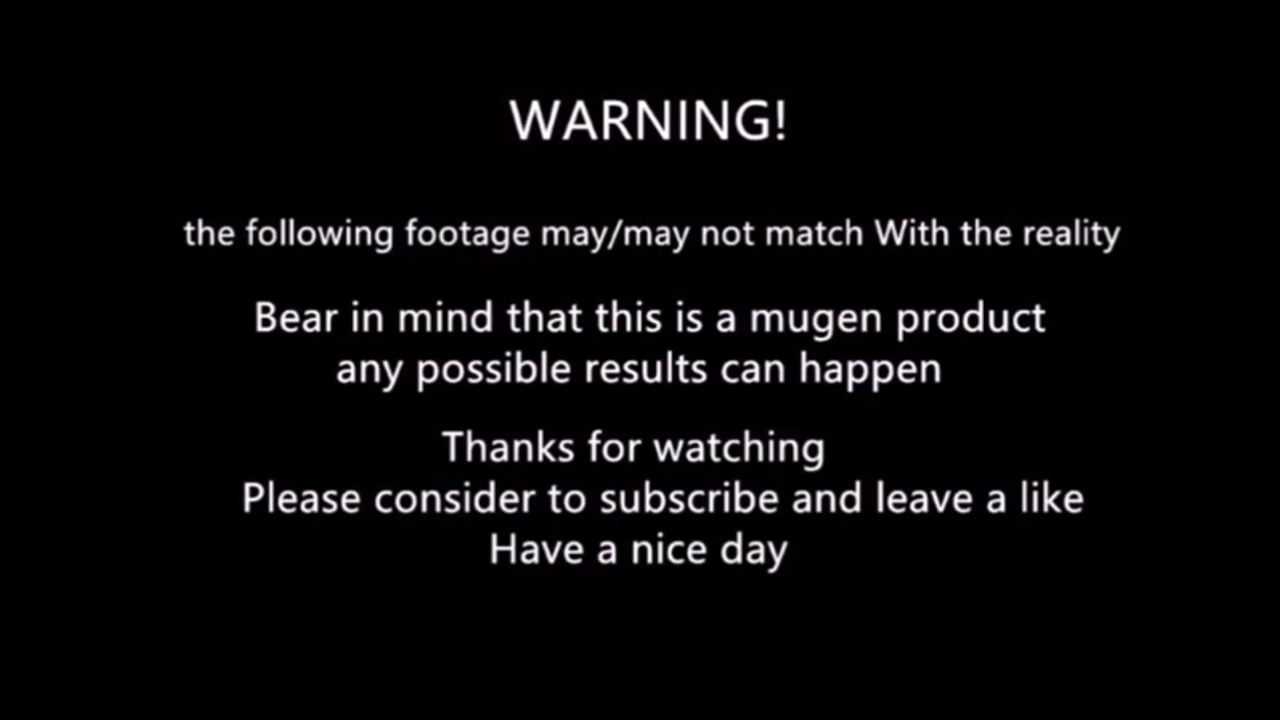 WARNING!
the following footage may/may not match With the reality
Bear in mind that this is a mugen product
any possible results can happen
Thanks for watching
Please consider to subscribe and leave a like
Have a nice day